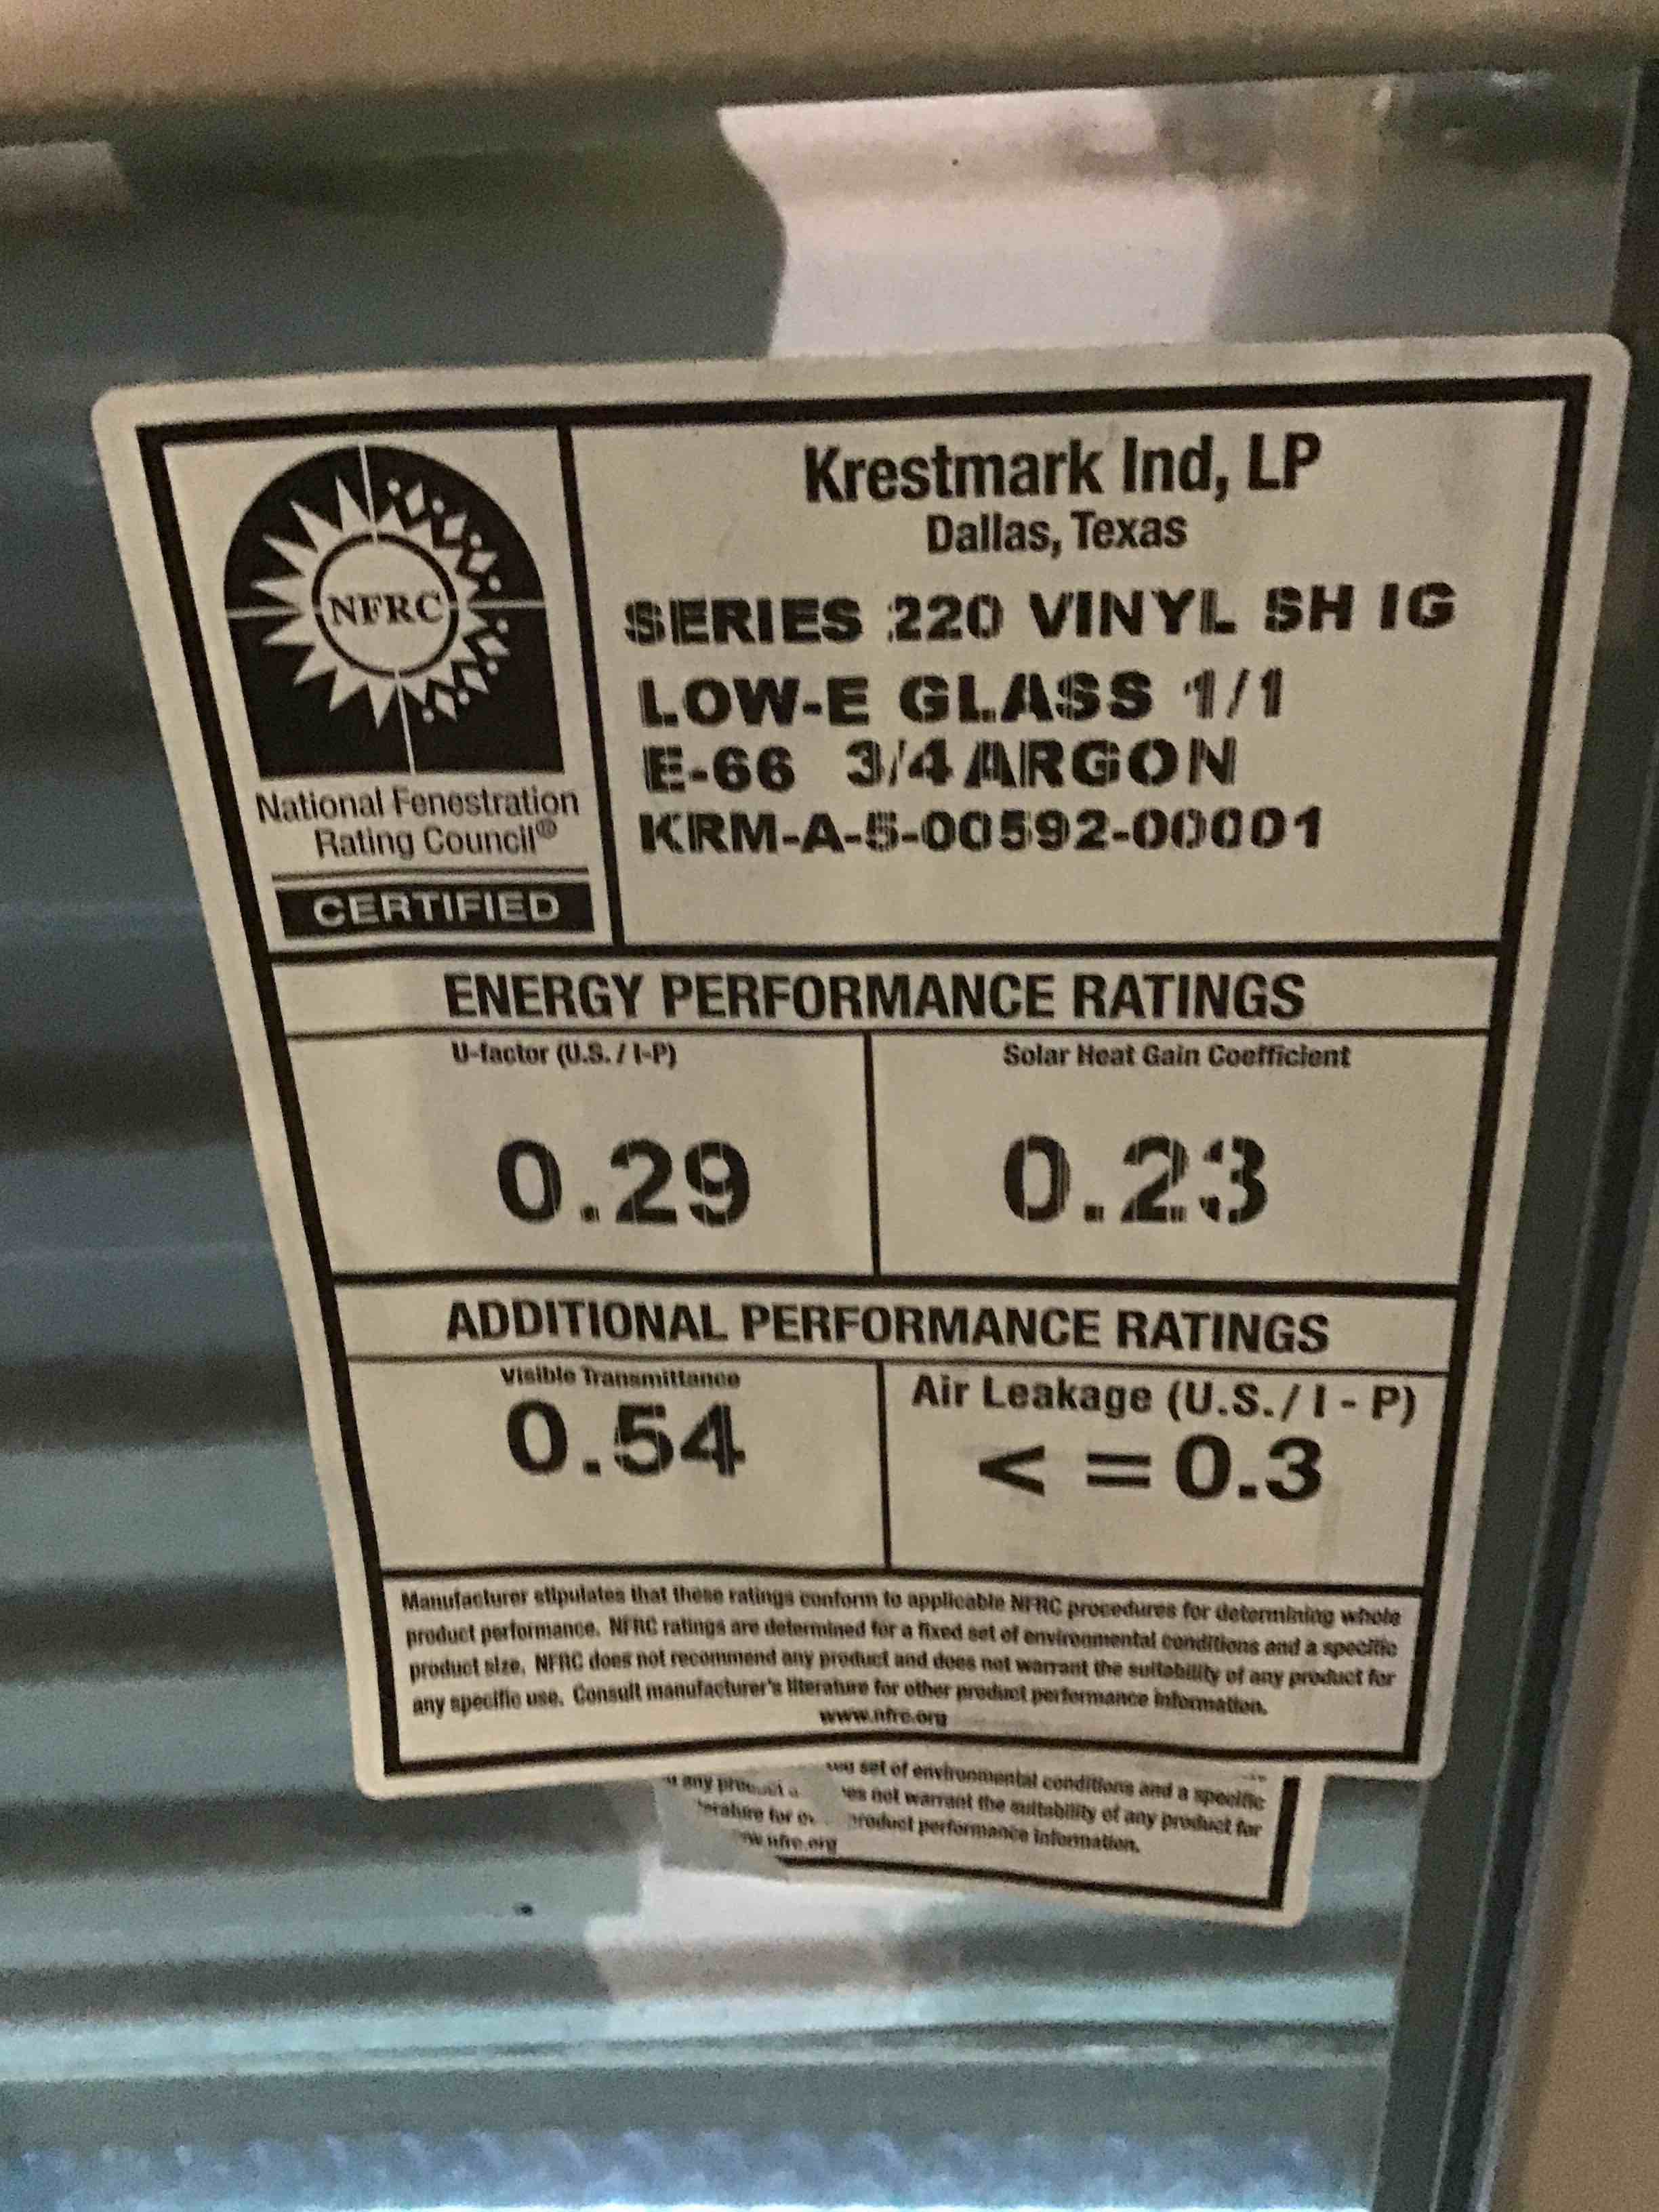 NFRC
National Fenestration
Rating Council®
CERTIFIED
Krestmark Ind, LP
Dallas, Texas
SERIES 220 VINYL SH IG
LOW-E GLASS 1/1
E-66 3/4 ARGON
KRM-A-5-00592-00001
ENERGY PERFORMANCE RATINGS
U-factor (U.S. / I-P)
0.29
Solar Heat Gain Coefficient
0.23
ADDITIONAL PERFORMANCE RATINGS
Visible Transmittance
0.54
Air Leakage (U.S. / I - P)
< = 0.3
Manufacturer stipulates that these ratings conform to applicable NFRC procedures for determining whole
product performance. NFRC ratings are determined for a fixed set of environmental conditions and a specific
product size. NFRC does not recommend any product and does not warrant the suitability of any product for
any specific use. Consult manufacturer's literature for other product performance information.
www.nfrc.org
set of environmental conditions and a specific
any not warrant the suitability of any product for
for product performance information.